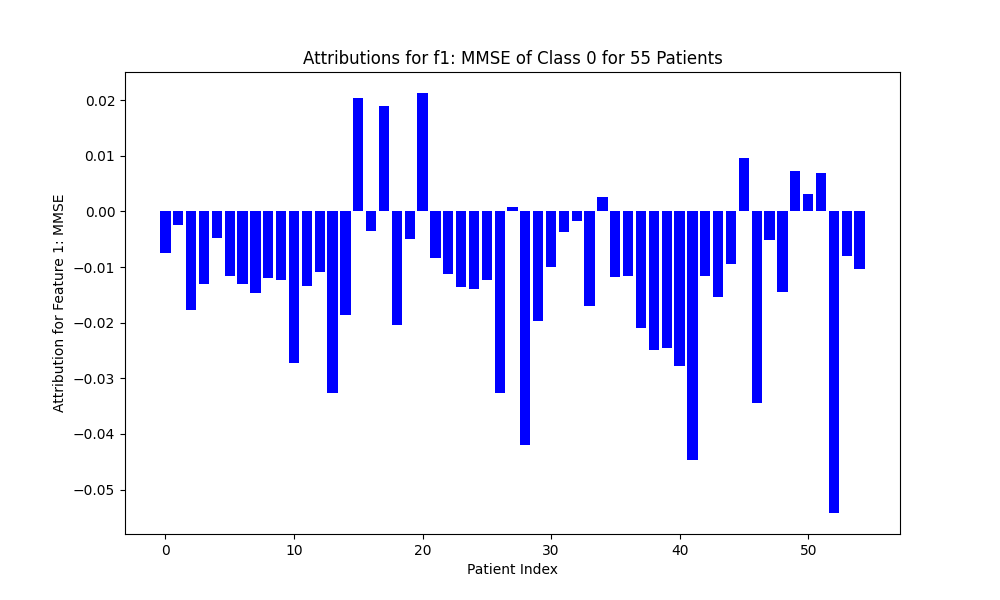 Attributions for f1: MMSE of Class 0 for 55 Patients
Attribution for Feature 1: MMSE
0.02
0.01
0.00
−0.01
−0.02
−0.03
−0.04
−0.05
0 10 20 30 40 50
Patient Index